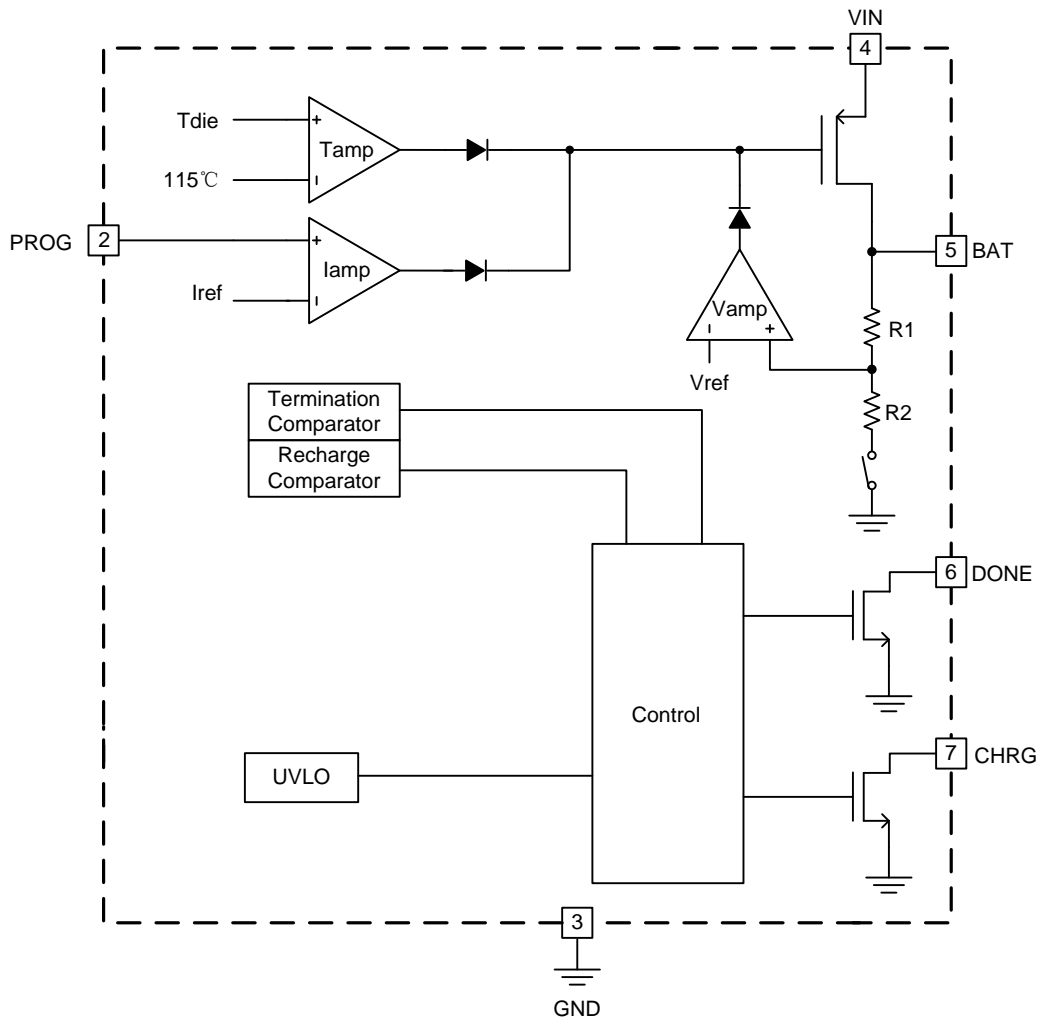 VIN
4
Tdie
+
Tamp
115℃
-
PROG
2
+
Iamp
Iref
-
5
BAT
Vamp
-
+
R1
Vref
R2
Termination
Comparator
Recharge
Comparator
6
DONE
Control
7
CHRG
UVLO
3
GND